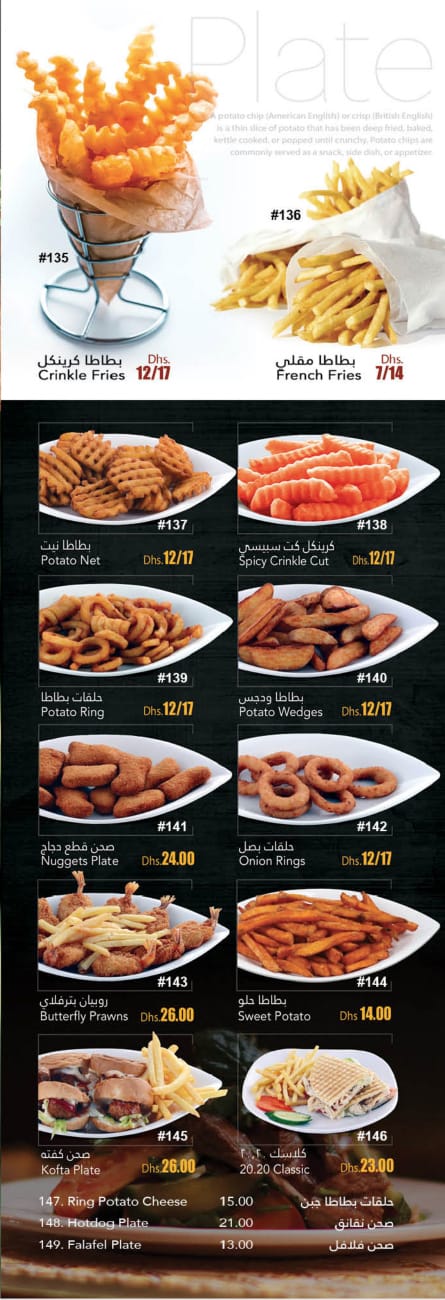 Plate
A potato chip (American English) or crisp (British English)
is a thin slice of potato that has been deep fried, baked,
kettle cooked, or popped until crunchy. Potato chips are
commonly served as a snack, side dish, or appetizer.
#135
#136
بطاطا كرينكل
Crinkle Fries
Dhs. 12/17
بطاطا مقلي
French Fries
Dhs. 7/14
#137
بطاطا نيت
Potato Net Dhs.12/17
#138
كرينكل كت سبيسي
Spicy Crinkle Cut Dhs.12/17
#139
حلقات بطاطا
Potato Ring Dhs.12/17
#140
بطاطا ودجس
Potato Wedges Dhs.12/17
#141
صحن قطع دجاج
Nuggets Plate Dhs.24.00
#142
حلقات بصل
Onion Rings Dhs.12/17
#143
روبيان بترفلاي
Butterfly Prawns Dhs.26.00
#144
بطاطا حلو
Sweet Potato Dhs 14.00
#145
صحن كفته
Kofta Plate Dhs.26.00
#146
كلاسك ٢٠,٢٠
20.20 Classic Dhs.23.00
147. Ring Potato Cheese 15.00 حلقات بطاطا جبن
148. Hotdog Plate 21.00 صحن نقانق
149. Falafel Plate 13.00 صحن فلافل